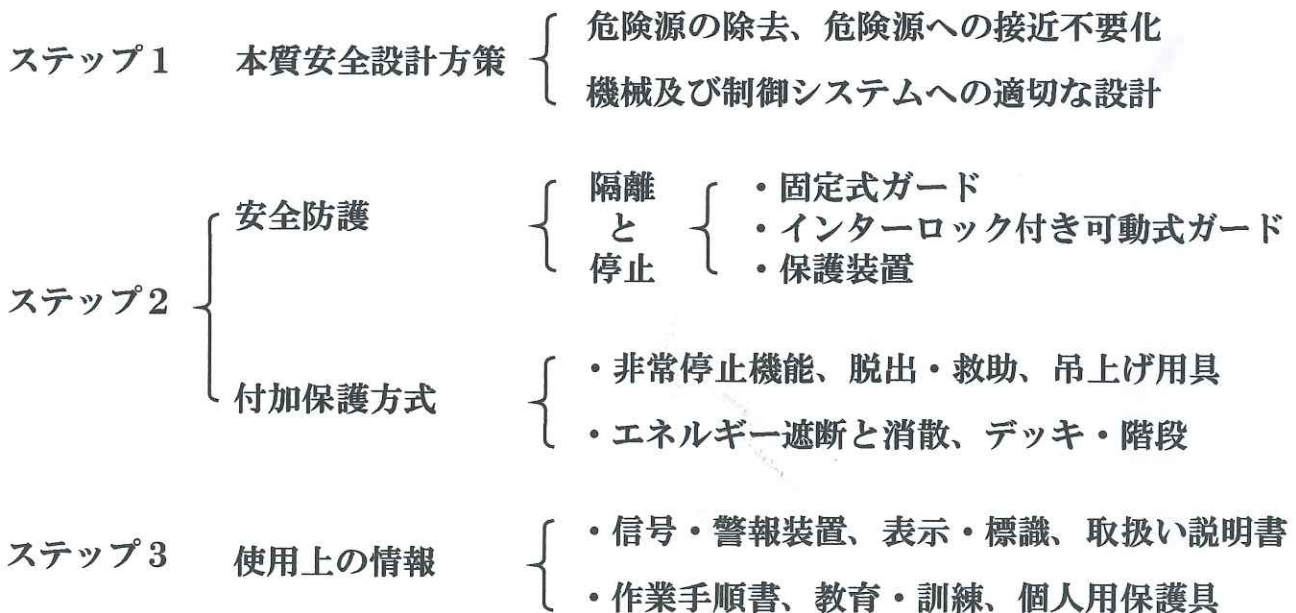 ステップ1 本質安全設計方策
危険源の除去、危険源への接近不要化
機械及び制御システムへの適切な設計
ステップ2
安全防護
隔離
と
停止
・固定式ガード
・インターロック付き可動式ガード
・保護装置
付加保護方式
・非常停止機能、脱出・救助、吊上げ用具
・エネルギー遮断と消散、デッキ・階段
ステップ3 使用上の情報
・信号・警報装置、表示・標識、取扱い説明書
・作業手順書、教育・訓練、個人用保護具